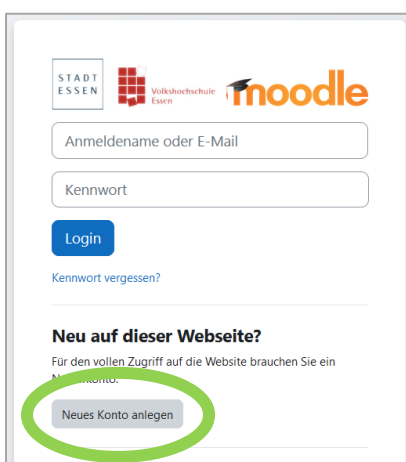 STADT
ESSEN
Volkshochschule
Essen
moodle
Anmeldename oder E-Mail
Kennwort
Login
Kennwort vergessen?
Neu auf dieser Webseite?
Für den vollen Zugriff auf die Website brauchen Sie ein
Neues Konto anlegen